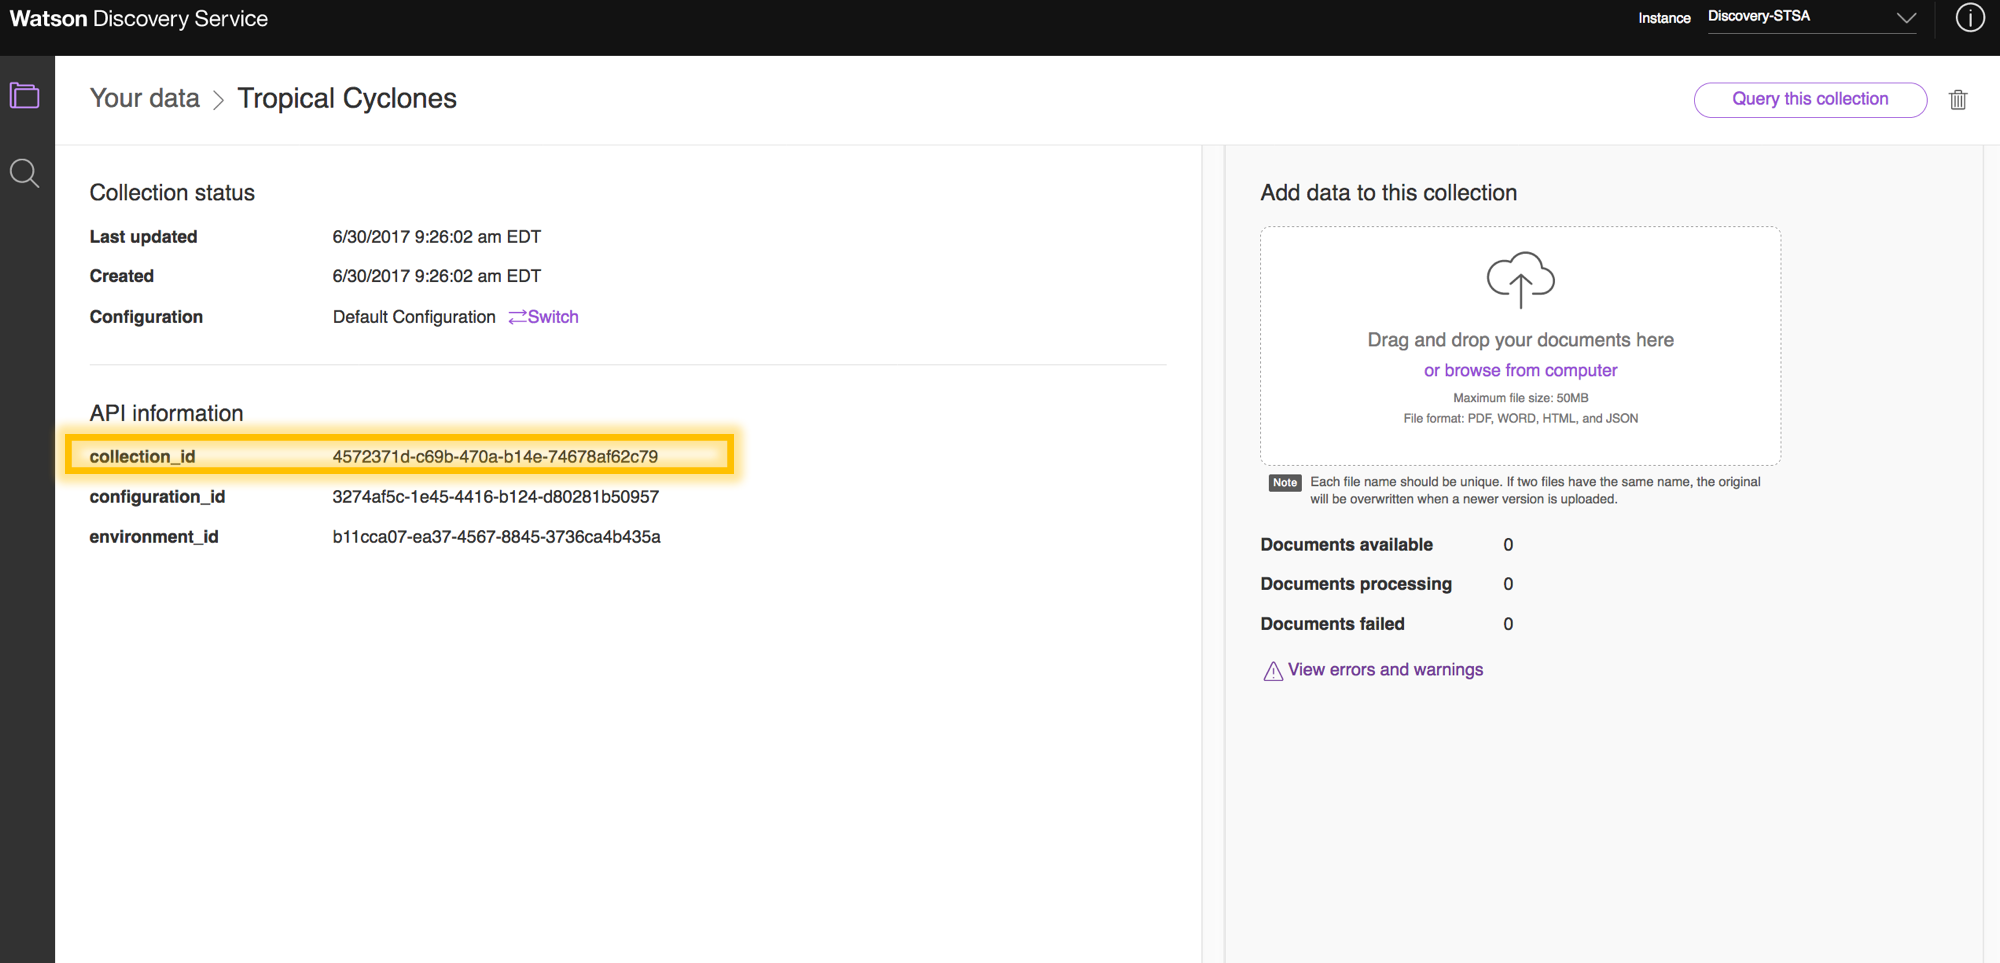 Watson Discovery Service
Instance Discovery-STSA
Your data > Tropical Cyclones
Query this collection
Collection status
Last updated 6/30/2017 9:26:02 am EDT
Created 6/30/2017 9:26:02 am EDT
Configuration Default Configuration Switch
API information
collection_id 4572371d-c69b-470a-b14e-74678af62c79
configuration_id 3274af5c-1e45-4416-b124-d80281b50957
environment_id b11cca07-ea37-4567-8845-3736ca4b435a
Add data to this collection
Drag and drop your documents here
or browse from computer
Maximum file size: 50MB
File format: PDF, WORD, HTML, and JSON
Note Each file name should be unique. If two files have the same name, the original
will be overwritten when a newer version is uploaded.
Documents available 0
Documents processing 0
Documents failed 0
View errors and warnings